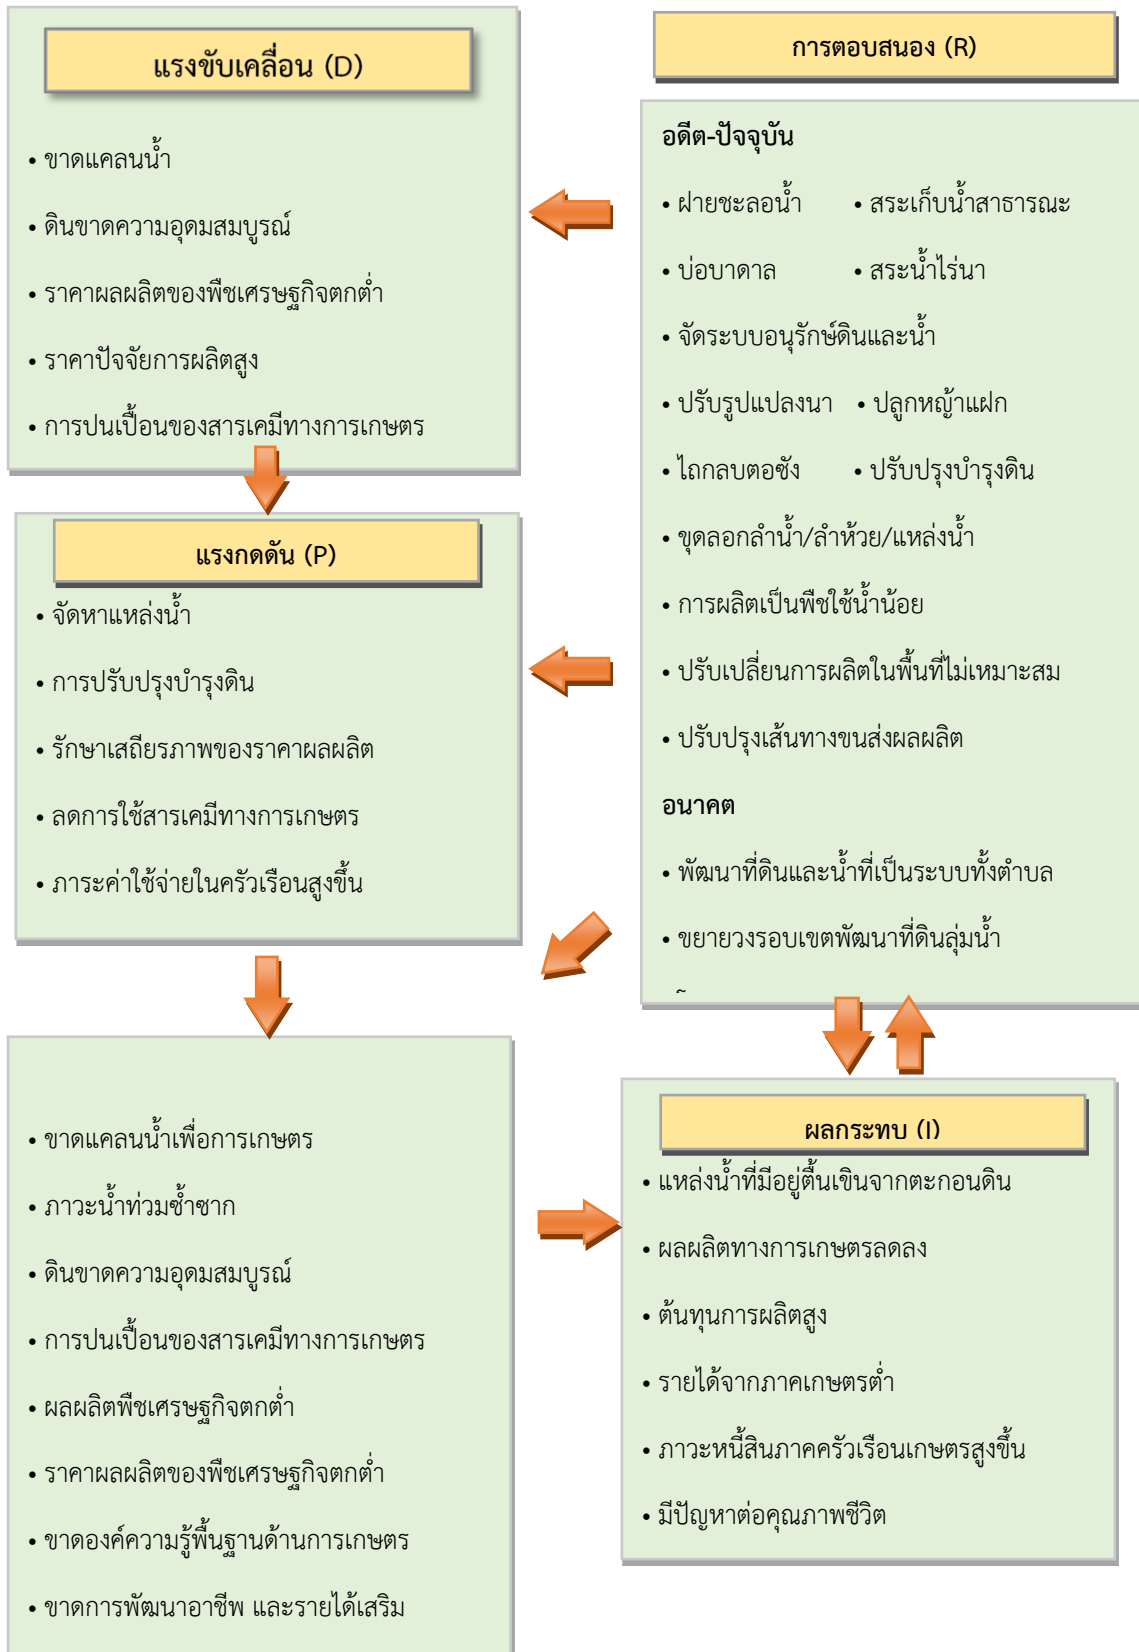 แรงขับเคลื่อน (D)
• ขาดแคลนน้ำ
• ดินขาดความอุดมสมบูรณ์
• ราคาผลผลิตของพืชเศรษฐกิจตกต่ำ
• ราคาปัจจัยการผลิตสูง
• การปนเปื้อนของสารเคมีทางการเกษตร
แรงกดดัน (P)
• จัดหาแหล่งน้ำ
• การปรับปรุงบำรุงดิน
• รักษาเสถียรภาพของราคาผลผลิต
• ลดการใช้สารเคมีทางการเกษตร
• ภาระค่าใช้จ่ายในครัวเรือนสูงขึ้น
• ขาดแคลนน้ำเพื่อการเกษตร
• ภาวะน้ำท่วมซ้ำซาก
• ดินขาดความอุดมสมบูรณ์
• การปนเปื้อนของสารเคมีทางการเกษตร
• ผลผลิตพืชเศรษฐกิจตกต่ำ
• ราคาผลผลิตของพืชเศรษฐกิจตกต่ำ
• ขาดองค์ความรู้พื้นฐานด้านการเกษตร
• ขาดการพัฒนาอาชีพ และรายได้เสริม
การตอบสนอง (R)
อดีต-ปัจจุบัน
• ฝายชะลอน้ำ • สระเก็บน้ำสาธารณะ
• บ่อบาดาล • สระน้ำไร่นา
• จัดระบบอนุรักษ์ดินและน้ำ
• ปรับรูปแปลงนา • ปลูกหญ้าแฝก
• ไถกลบตอซัง • ปรับปรุงบำรุงดิน
• ขุดลอกลำน้ำ/ลำห้วย/แหล่งน้ำ
• การผลิตเป็นพืชใช้น้ำน้อย
• ปรับเปลี่ยนการผลิตในพื้นที่ไม่เหมาะสม
• ปรับปรุงเส้นทางขนส่งผลผลิต
อนาคต
• พัฒนาที่ดินและน้ำที่เป็นระบบทั้งตำบล
• ขยายวงรอบเขตพัฒนาที่ดินลุ่มน้ำ
ผลกระทบ (I)
• แหล่งน้ำที่มีอยู่ตื้นเขินจากตะกอนดิน
• ผลผลิตทางการเกษตรลดลง
• ต้นทุนการผลิตสูง
• รายได้จากภาคเกษตรต่ำ
• ภาวะหนี้สินภาคครัวเรือนเกษตรสูงขึ้น
• มีปัญหาต่อคุณภาพชีวิต